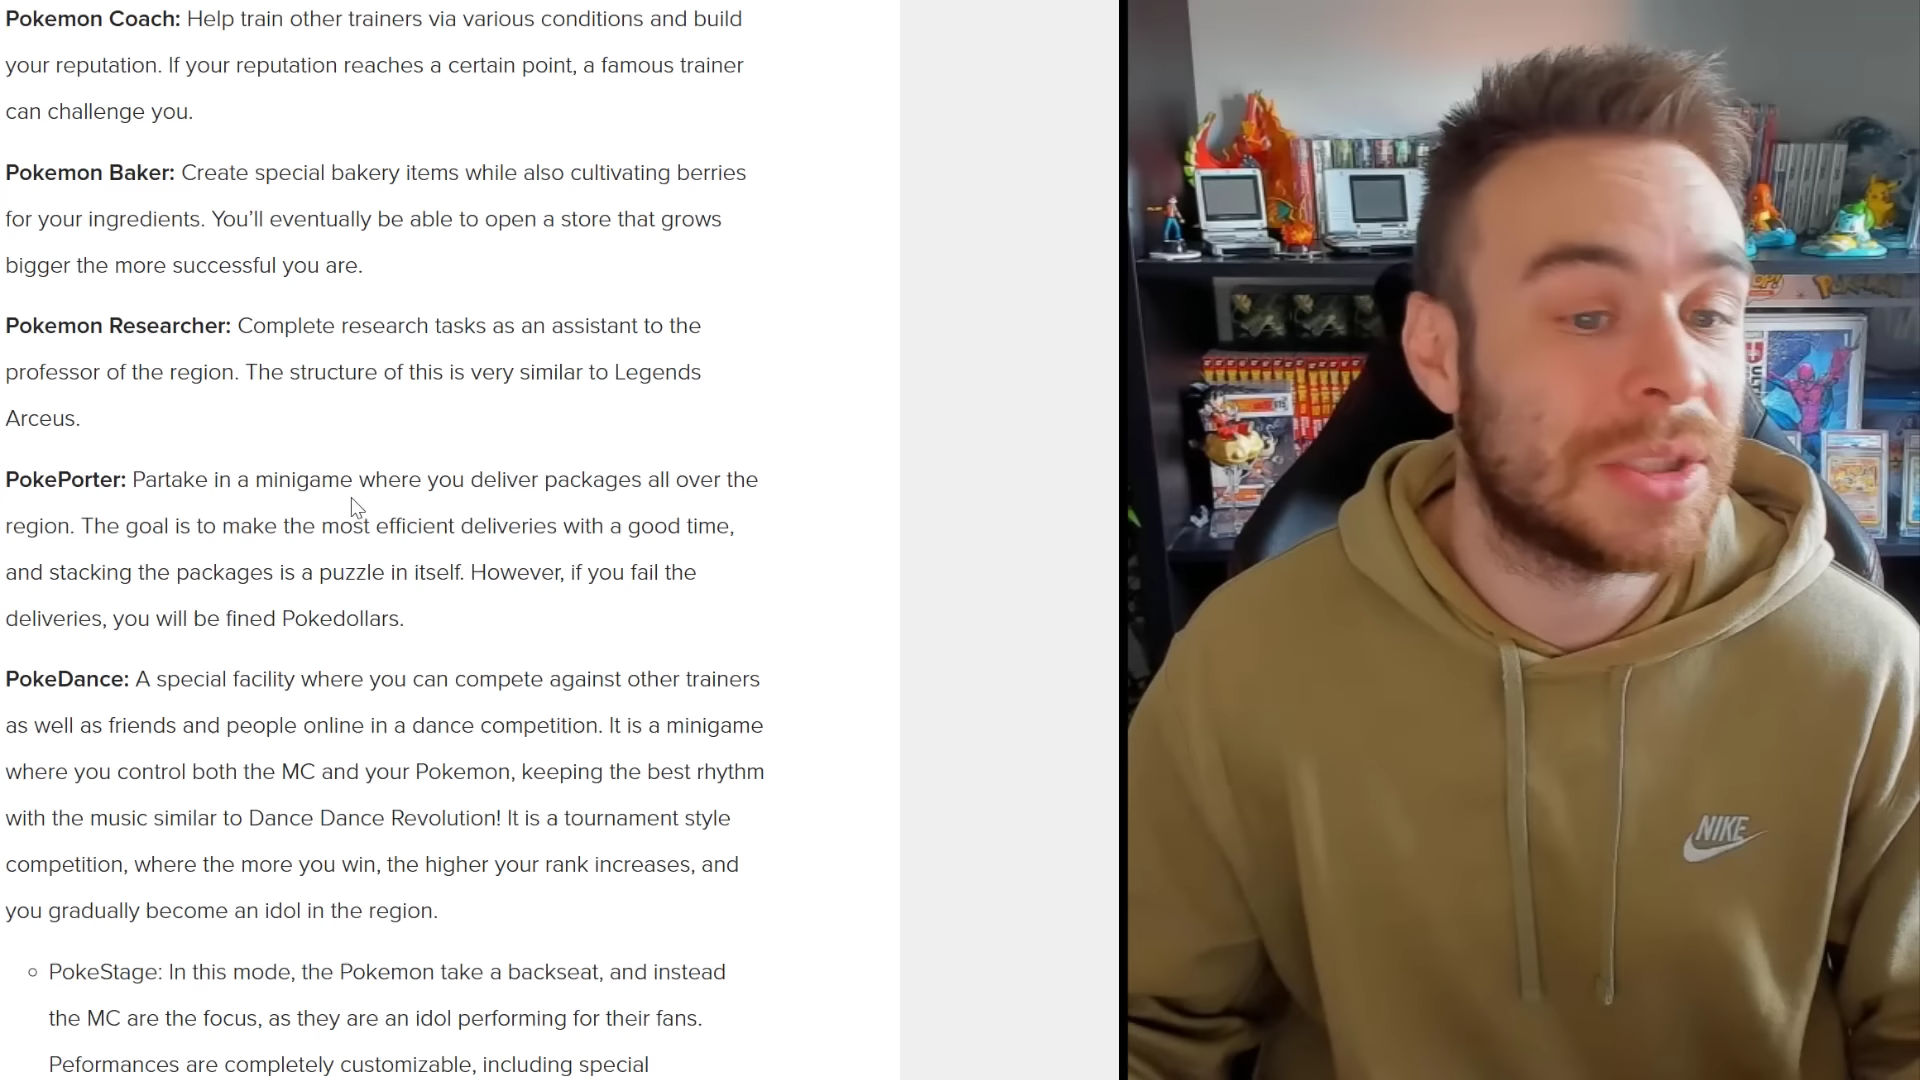 Pokemon Coach: Help train other trainers via various conditions and build
your reputation. If your reputation reaches a certain point, a famous trainer
can challenge you.
Pokemon Baker: Create special bakery items while also cultivating berries
for your ingredients. You’ll eventually be able to open a store that grows
bigger the more successful you are.
Pokemon Researcher: Complete research tasks as an assistant to the
professor of the region. The structure of this is very similar to Legends
Arceus.
PokePorter: Partake in a minigame where you deliver packages all over the
region. The goal is to make the most efficient deliveries with a good time,
and stacking the packages is a puzzle in itself. However, if you fail the
deliveries, you will be fined Pokedollars.
PokeDance: A special facility where you can compete against other trainers
as well as friends and people online in a dance competition. It is a minigame
where you control both the MC and your Pokemon, keeping the best rhythm
with the music similar to Dance Dance Revolution! It is a tournament style
competition, where the more you win, the higher your rank increases, and
you gradually become an idol in the region.
PokeStage: In this mode, the Pokemon take a backseat, and instead
the MC are the focus, as they are an idol performing for their fans.
Peformances are completely customizable, including special
NIKE